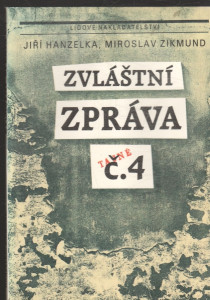 LIDOVÉ NAKLADATELSTVÍ
JIŘÍ HANZELKA, MIROSLAV ZIKMUND
ZVLÁŠTNÍ
ZPRÁVA
TAJNÉ
č.4